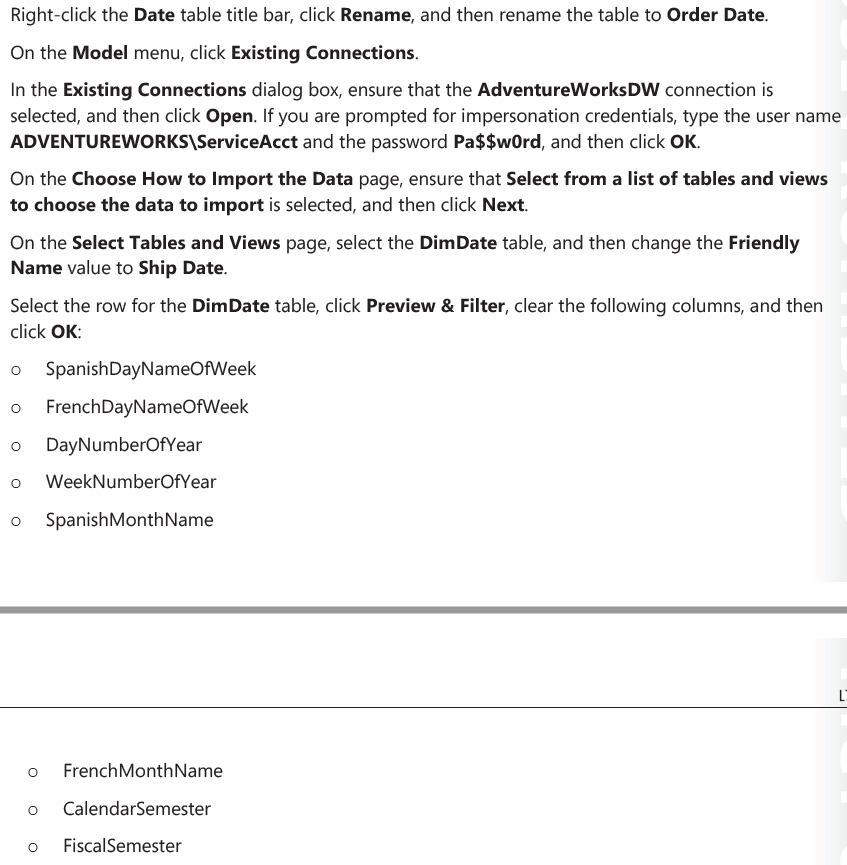 Right-click the Date table title bar, click Rename, and then rename the table to Order Date.
On the Model menu, click Existing Connections.
In the Existing Connections dialog box, ensure that the AdventureWorksDW connection is
selected, and then click Open. If you are prompted for impersonation credentials, type the user name
ADVENTUREWORKS\ServiceAcct and the password Pa$$w0rd, and then click OK.
On the Choose How to Import the Data page, ensure that Select from a list of tables and views
to choose the data to import is selected, and then click Next.
On the Select Tables and Views page, select the DimDate table, and then change the Friendly
Name value to Ship Date.
Select the row for the DimDate table, click Preview & Filter, clear the following columns, and then
click OK:
o SpanishDayNameOfWeek
o FrenchDayNameOfWeek
o DayNumberOfYear
o WeekNumberOfYear
o SpanishMonthName
o FrenchMonthName
o CalendarSemester
o FiscalSemester